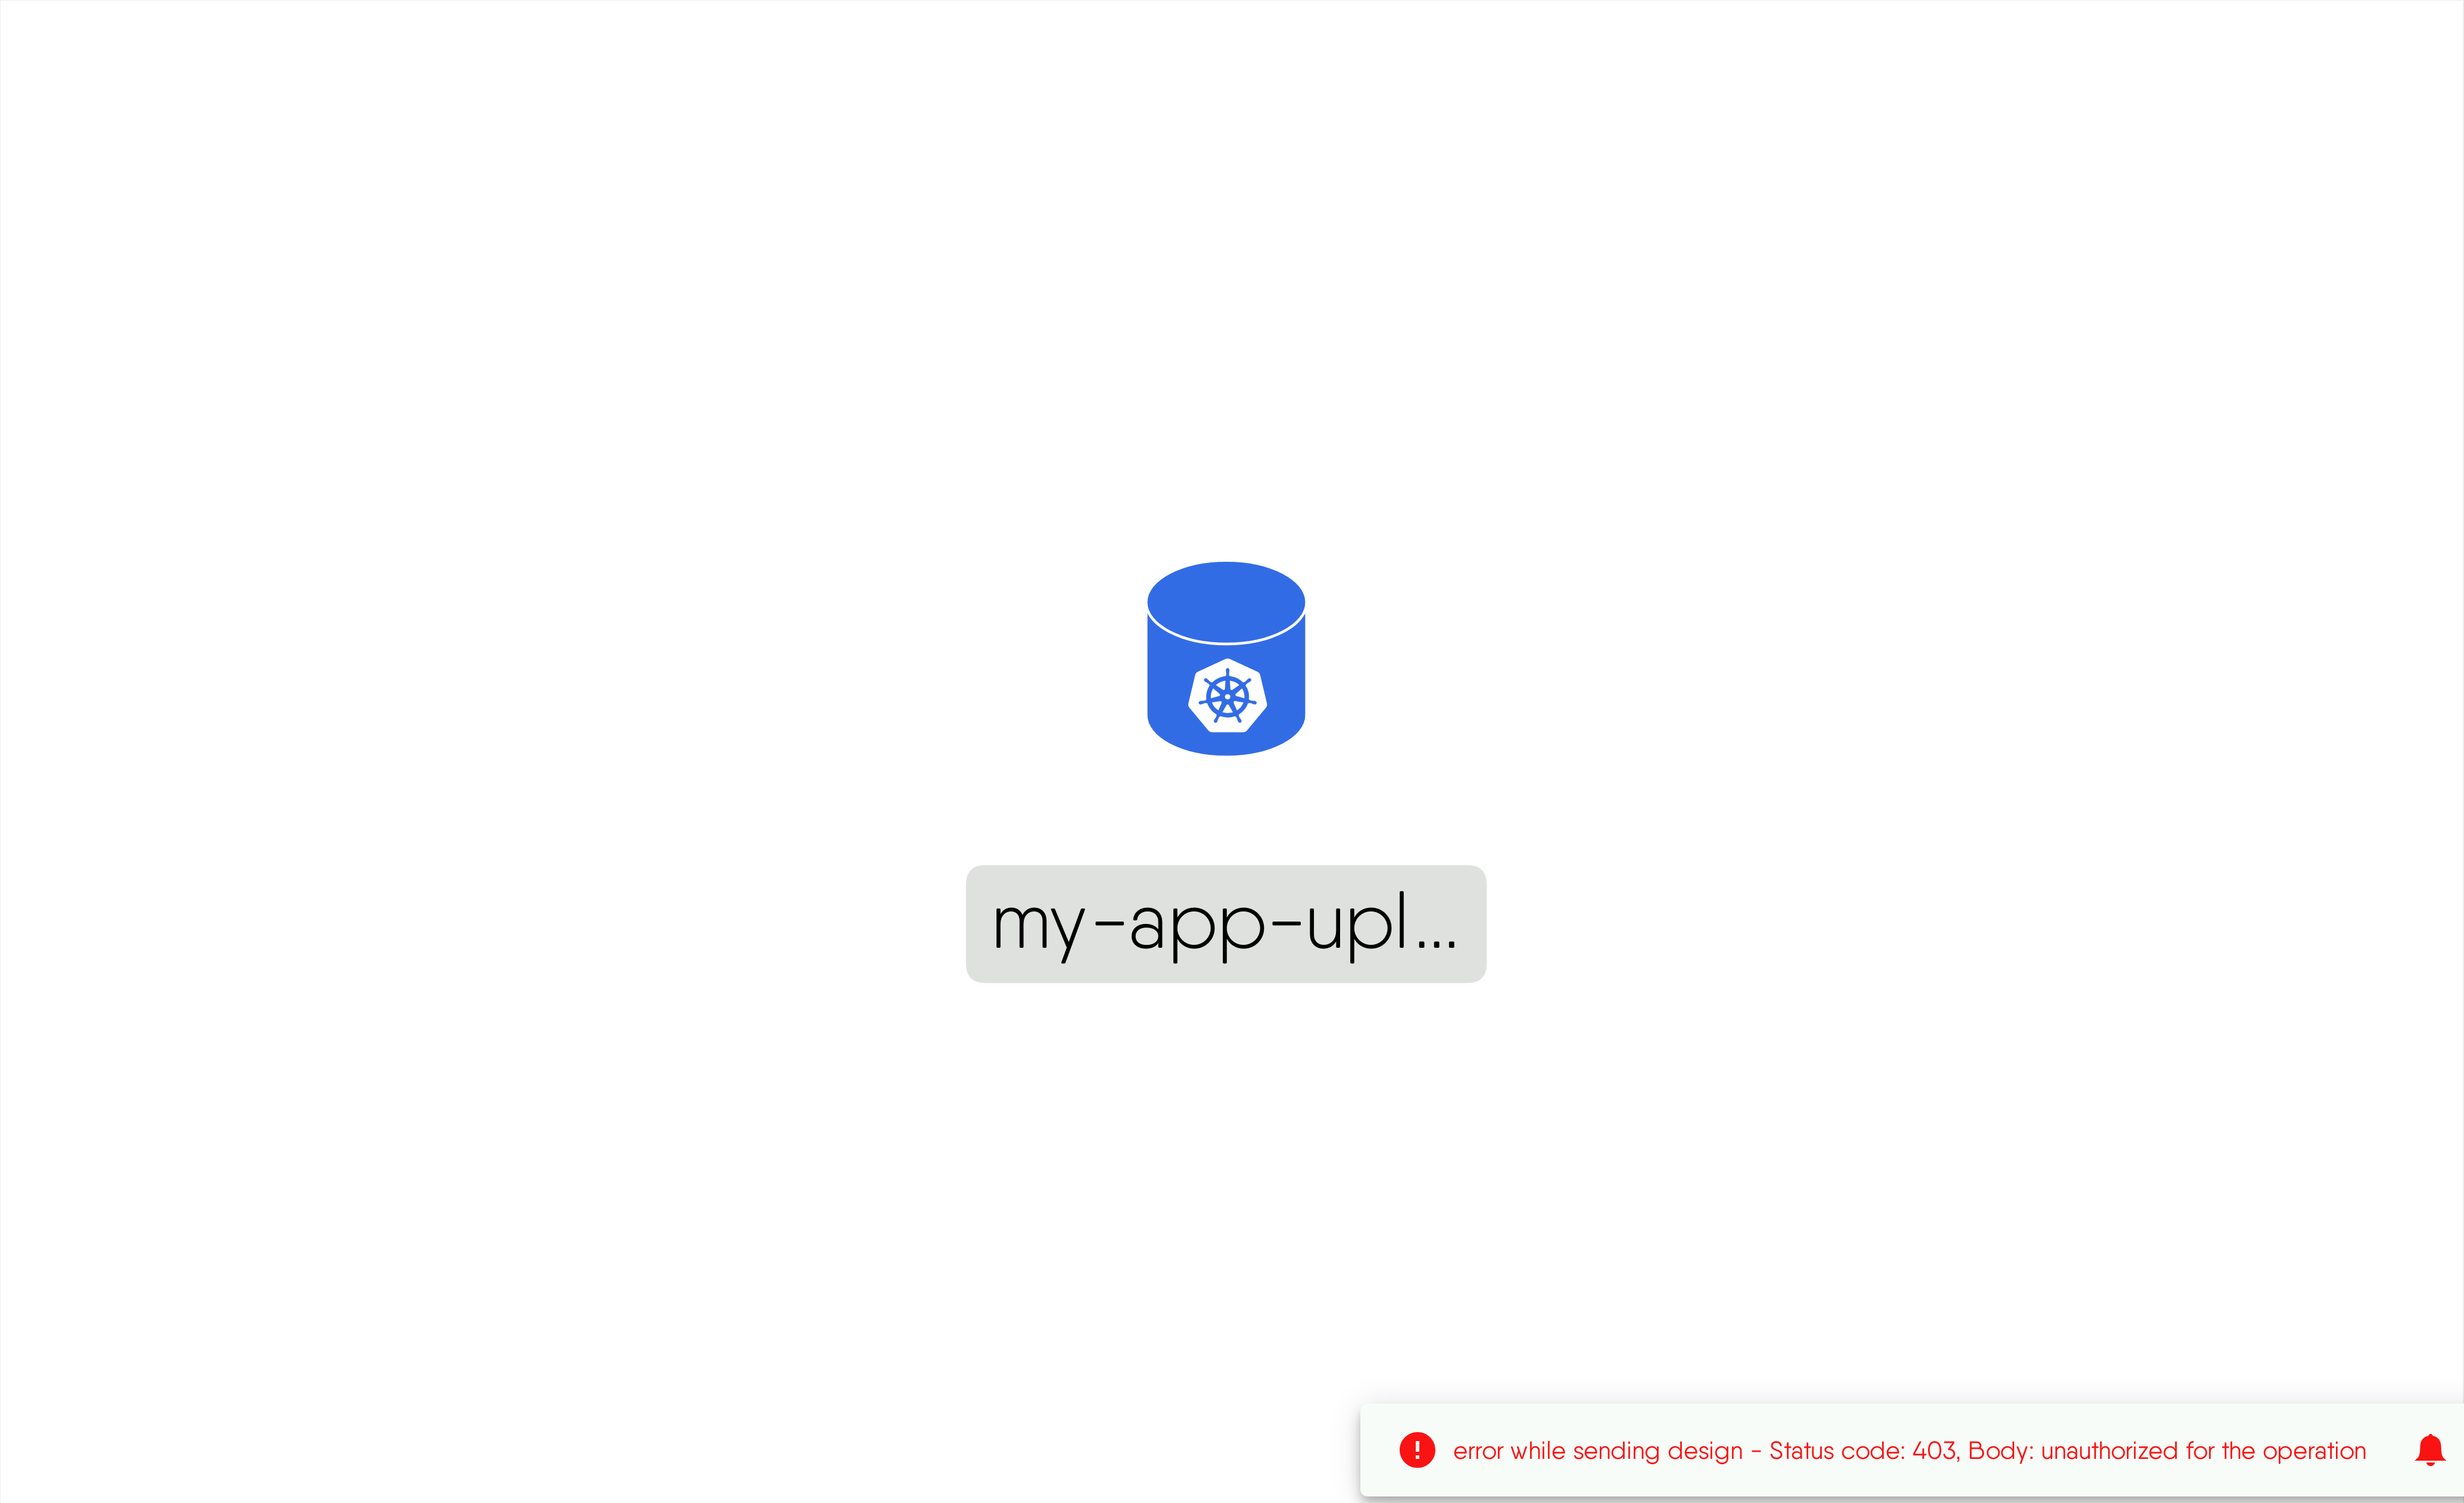 my-app-upl...
error while sending design - Status code: 403, Body: unauthorized for the operation